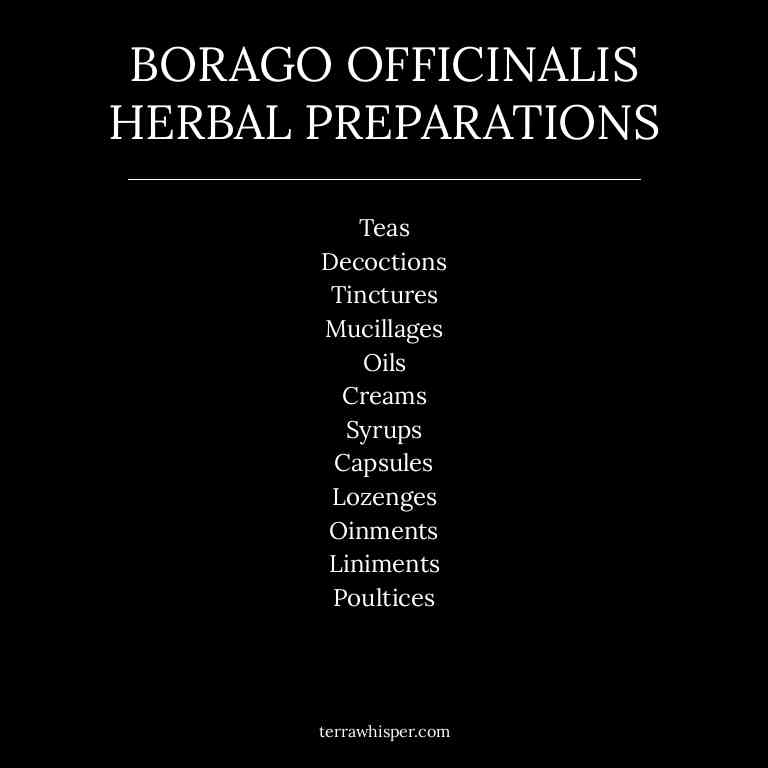 BORAGO OFFICINALIS
HERBAL PREPARATIONS
Teas
Decoctions
Tinctures
Mucillages
Oils
Creams
Syrups
Capsules
Lozenges
Oinments
Liniments
Poultices
terrawhisper.com